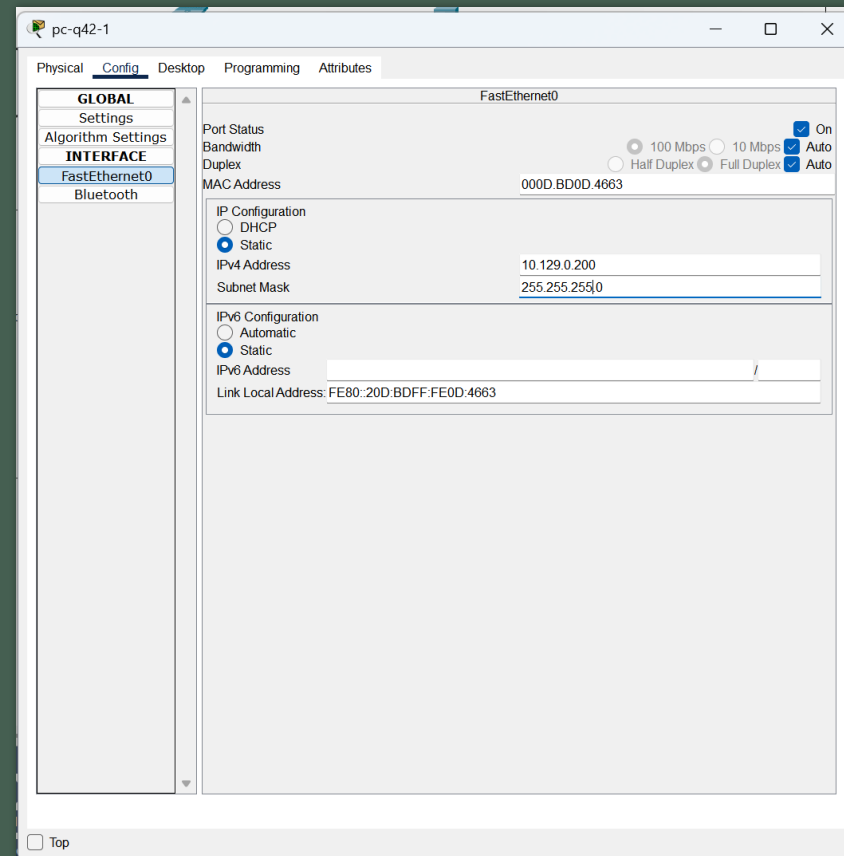 pc-q42-1
Physical Config Desktop Programming Attributes
GLOBAL
Settings
Algorithm Settings
INTERFACE
FastEthernet0
Bluetooth
FastEthernet0
Port Status On
Bandwidth 100 Mbps 10 Mbps Auto
Duplex Half Duplex Full Duplex Auto
MAC Address 000D.BD0D.4663
IP Configuration
DHCP
Static
IPv4 Address 10.129.0.200
Subnet Mask 255.255.255.0
IPv6 Configuration
Automatic
Static
IPv6 Address /
Link Local Address: FE80::20D:BDFF:FE0D:4663
Top